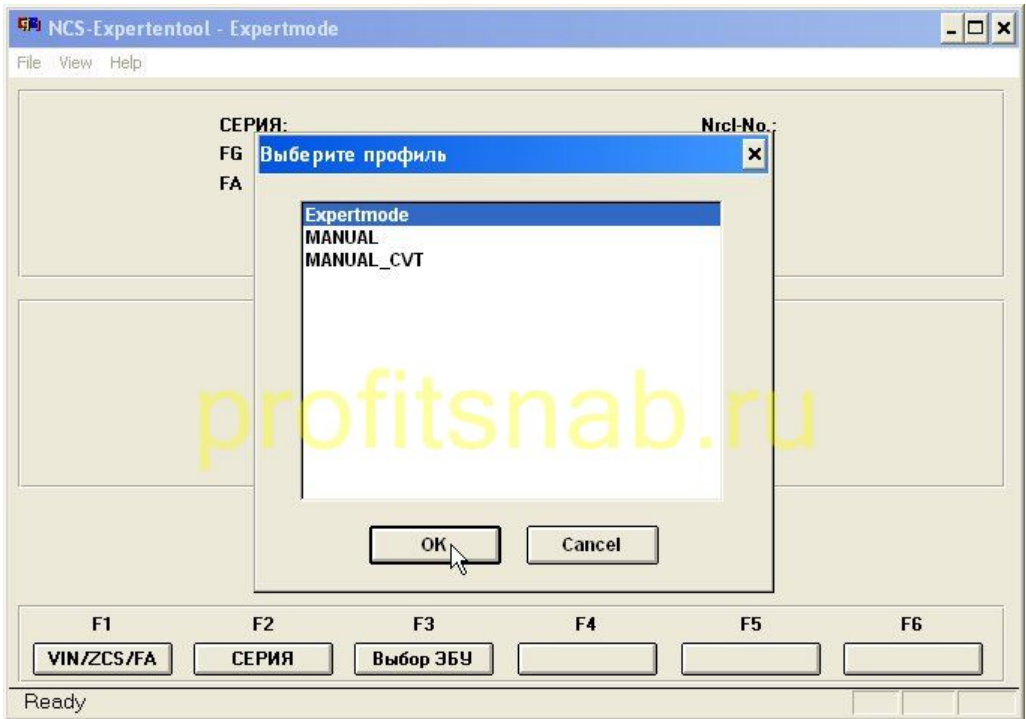 NCS-Expertentool - Expertmode
File View Help
СЕРИЯ: Nrcl-No.:
FG
FA
Выберите профиль
Expertmode
MANUAL
MANUAL_CVT
profitsnab.ru
OK Cancel
F1 F2 F3 F4 F5 F6
VIN/ZCS/FA СЕРИЯ Выбор ЭБУ
Ready